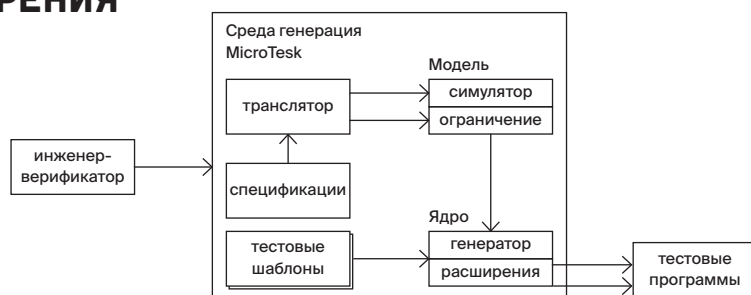 РЕНИЯ
Среда генерация
MicroTesk
Модель
транслятор
симулятор
ограничение
инженер-
верификатор
спецификации
Ядро
тестовые
шаблоны
генератор
расширения
тестовые
программы